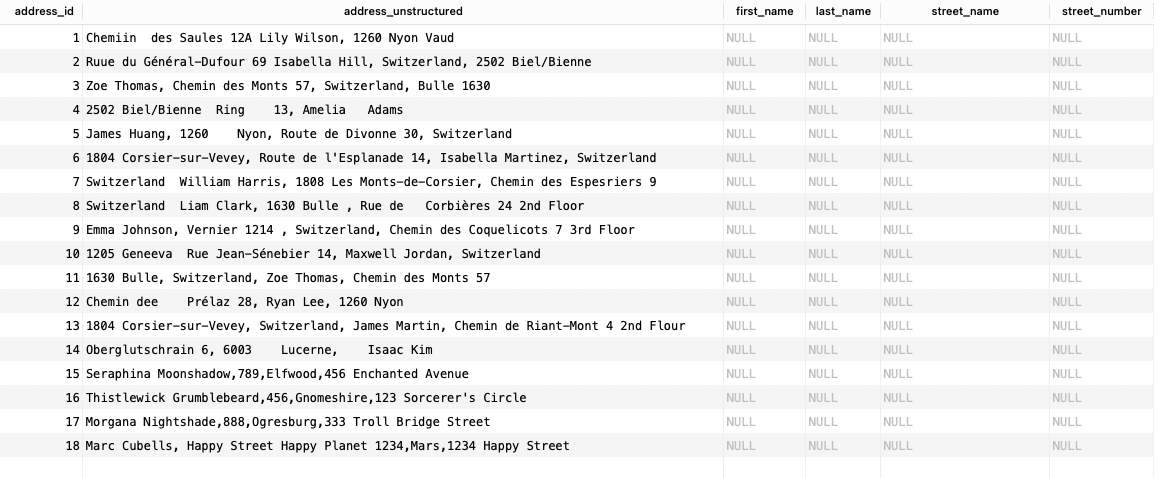 address_id address_unstructured first_name last_name street_name street_number
1 Chemiin  des Saules 12A Lily Wilson, 1260 Nyon Vaud NULL NULL NULL NULL
2 Ruue du Général-Dufour 69 Isabella Hill, Switzerland, 2502 Biel/Bienne NULL NULL NULL NULL
3 Zoe Thomas, Chemin des Monts 57, Switzerland, Bulle 1630 NULL NULL NULL NULL
4 2502 Biel/Bienne  Ring    13, Amelia   Adams NULL NULL NULL NULL
5 James Huang, 1260    Nyon, Route de Divonne 30, Switzerland NULL NULL NULL NULL
6 1804 Corsier-sur-Vevey, Route de l'Esplanade 14, Isabella Martinez, Switzerland NULL NULL NULL NULL
7 Switzerland  William Harris, 1808 Les Monts-de-Corsier, Chemin des Espesriers 9 NULL NULL NULL NULL
8 Switzerland  Liam Clark, 1630 Bulle , Rue de   Corbières 24 2nd Floor NULL NULL NULL NULL
9 Emma Johnson, Vernier 1214 , Switzerland, Chemin des Coquelicots 7 3rd Floor NULL NULL NULL NULL
10 1205 Geneeva  Rue Jean-Sénebier 14, Maxwell Jordan, Switzerland NULL NULL NULL NULL
11 1630 Bulle, Switzerland, Zoe Thomas, Chemin des Monts 57 NULL NULL NULL NULL
12 Chemin dee    Prélaz 28, Ryan Lee, 1260 Nyon NULL NULL NULL NULL
13 1804 Corsier-sur-Vevey, Switzerland, James Martin, Chemin de Riant-Mont 4 2nd Flour NULL NULL NULL NULL
14 Oberglutschrain 6, 6003    Lucerne,    Isaac Kim NULL NULL NULL NULL
15 Seraphina Moonshadow,789,Elfwood,456 Enchanted Avenue NULL NULL NULL NULL
16 Thistlewick Grumblebeard,456,Gnomeshire,123 Sorcerer's Circle NULL NULL NULL NULL
17 Morgana Nightshade,888,Ogresburg,333 Troll Bridge Street NULL NULL NULL NULL
18 Marc Cubells, Happy Street Happy Planet 1234,Mars,1234 Happy Street NULL NULL NULL NULL